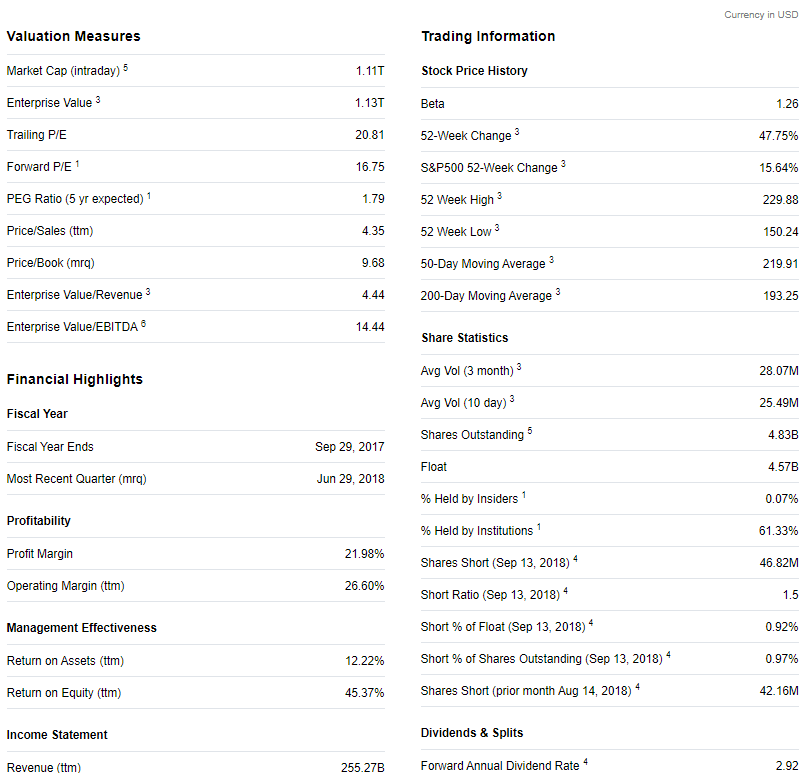 Currency in USD
Valuation Measures
Market Cap (intraday) 5 1.11T
Enterprise Value 3 1.13T
Trailing P/E 20.81
Forward P/E 1 16.75
PEG Ratio (5 yr expected) 1 1.79
Price/Sales (ttm) 4.35
Price/Book (mrq) 9.68
Enterprise Value/Revenue 3 4.44
Enterprise Value/EBITDA 6 14.44
Financial Highlights
Fiscal Year
Fiscal Year Ends Sep 29, 2017
Most Recent Quarter (mrq) Jun 29, 2018
Profitability
Profit Margin 21.98%
Operating Margin (ttm) 26.60%
Management Effectiveness
Return on Assets (ttm) 12.22%
Return on Equity (ttm) 45.37%
Income Statement
Revenue (ttm) 255.27B
Trading Information
Stock Price History
Beta 1.26
52-Week Change 3 47.75%
S&P500 52-Week Change 3 15.64%
52 Week High 3 229.88
52 Week Low 3 150.24
50-Day Moving Average 3 219.91
200-Day Moving Average 3 193.25
Share Statistics
Avg Vol (3 month) 3 28.07M
Avg Vol (10 day) 3 25.49M
Shares Outstanding 5 4.83B
Float 4.57B
% Held by Insiders 1 0.07%
% Held by Institutions 1 61.33%
Shares Short (Sep 13, 2018) 4 46.82M
Short Ratio (Sep 13, 2018) 4 1.5
Short % of Float (Sep 13, 2018) 4 0.92%
Short % of Shares Outstanding (Sep 13, 2018) 4 0.97%
Shares Short (prior month Aug 14, 2018) 4 42.16M
Dividends & Splits
Forward Annual Dividend Rate 4 2.92